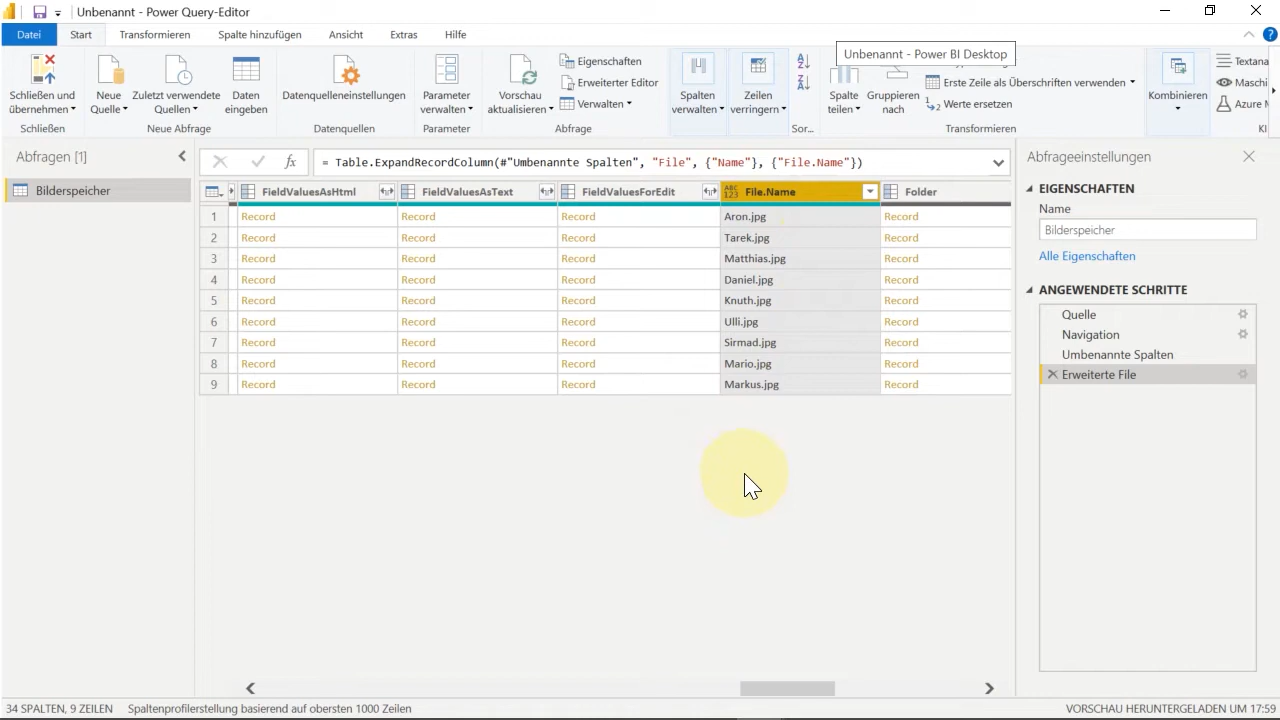 Unbenannt - Power Query-Editor
Datei
Start
Transformieren
Spalte hinzufügen
Ansicht
Extras
Hilfe
?
Schließen und
übernehmen
Schließen
Neue
Quelle
Zuletzt verwendete
Quellen
Daten
eingeben
Neue Abfrage
Datenquelleneinstellungen
Datenquellen
Parameter
verwalten
Parameter
Vorschau
aktualisieren
Eigenschaften
Erweiterter Editor
Verwalten
Abfrage
Spalten
verwalten
Zeilen
verringern
Sor...
Unbenannt - Power BI Desktop
Spalte
teilen
Gruppieren
nach
Erste Zeile als Überschriften verwenden
Werte ersetzen
Transformieren
Kombinieren
Textana
Maschi
Azure M
KI
Abfragen [1]
Bilderspeicher
fx
= Table.ExpandRecordColumn(#"Umbenannte Spalten", "File", {"Name"}, {"File.Name"})
FieldValuesAsHtml FieldValuesAsText FieldValuesForEdit ABC 123 File.Name Folder
1 Record Record Record Aron.jpg Record
2 Record Record Record Tarek.jpg Record
3 Record Record Record Matthias.jpg Record
4 Record Record Record Daniel.jpg Record
5 Record Record Record Knuth.jpg Record
6 Record Record Record Ulli.jpg Record
7 Record Record Record Sirmad.jpg Record
8 Record Record Record Mario.jpg Record
9 Record Record Record Markus.jpg Record
Abfrageeinstellungen
EIGENSCHAFTEN
Name
Bilderspeicher
Alle Eigenschaften
ANGEWENDETE SCHRITTE
Quelle
Navigation
Umbenannte Spalten
Erweiterte File
34 SPALTEN, 9 ZEILEN
Spaltenprofilerstellung basierend auf obersten 1000 Zeilen
VORSCHAU HERUNTERGELADEN UM 17:59